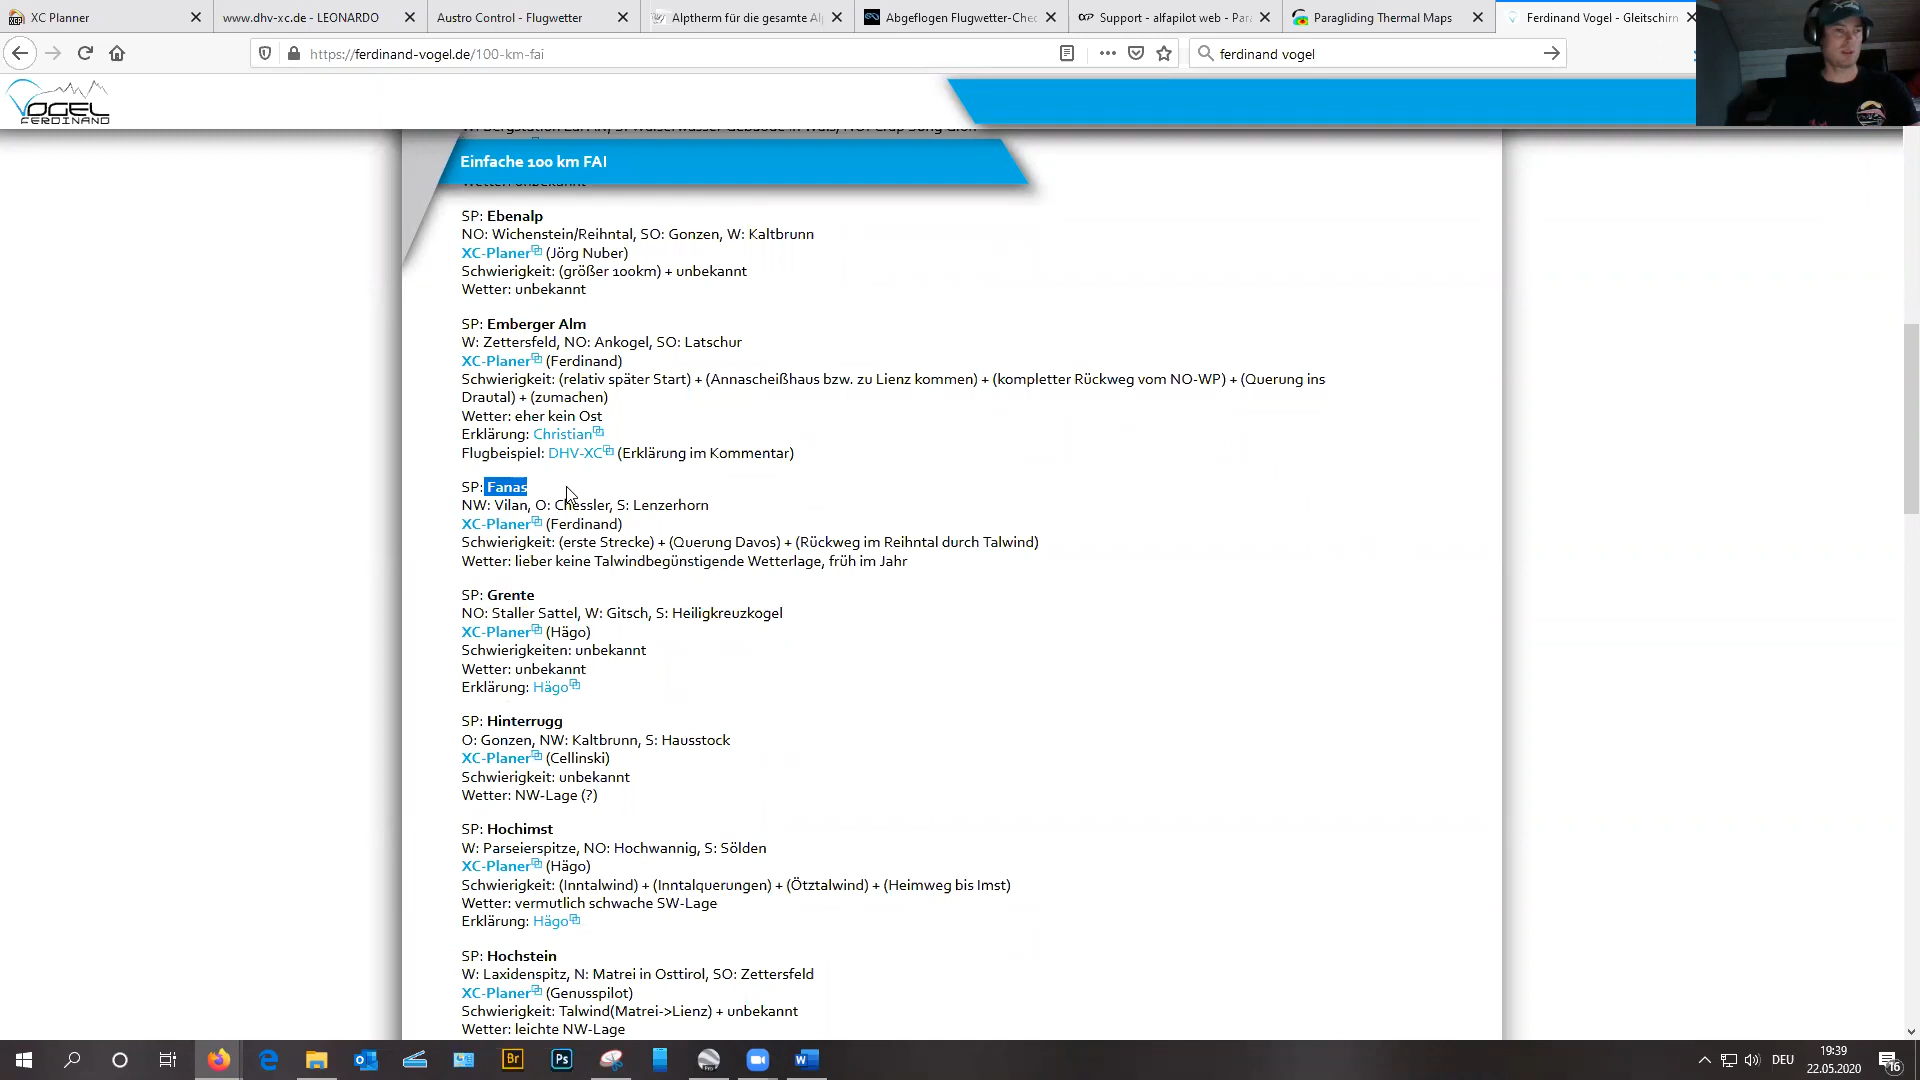 XC Planner
www.dhv-xc.de - LEONARDO
Austro Control - Flugwetter
Alptherm für die gesamte Al
Abgeflogen Flugwetter-Chec
Support - alfapilot web - Para
Paragliding Thermal Maps
Ferdinand Vogel - Gleitschirn
https://ferdinand-vogel.de/100-km-fai
ferdinand vogel
VOGEL
FERDINAND
Einfache 100 km FAI
Wetter: unbekannt
SP: Ebenalp
NO: Wichenstein/Reihntal, SO: Gonzen, W: Kaltbrunn
XC-Planer (Jörg Nuber)
Schwierigkeit: (größer 100km) + unbekannt
Wetter: unbekannt
SP: Emberger Alm
W: Zettersfeld, NO: Ankogel, SO: Latschur
XC-Planer (Ferdinand)
Schwierigkeit: (relativ später Start) + (Annascheißhaus bzw. zu Lienz kommen) + (kompletter Rückweg vom NO-WP) + (Querung ins
Drautal) + (zumachen)
Wetter: eher kein Ost
Erklärung: Christian
Flugbeispiel: DHV-XC (Erklärung im Kommentar)
SP: Fanas
NW: Vilan, O: Chessler, S: Lenzerhorn
XC-Planer (Ferdinand)
Schwierigkeit: (erste Strecke) + (Querung Davos) + (Rückweg im Reihntal durch Talwind)
Wetter: lieber keine Talwindbegünstigende Wetterlage, früh im Jahr
SP: Grente
NO: Staller Sattel, W: Gitsch, S: Heiligkreuzkogel
XC-Planer (Hägo)
Schwierigkeiten: unbekannt
Wetter: unbekannt
Erklärung: Hägo
SP: Hinterrugg
O: Gonzen, NW: Kaltbrunn, S: Hausstock
XC-Planer (Cellinski)
Schwierigkeit: unbekannt
Wetter: NW-Lage (?)
SP: Hochimst
W: Parseierspitze, NO: Hochwannig, S: Sölden
XC-Planer (Hägo)
Schwierigkeit: (Inntalwind) + (Inntalquerungen) + (Ötztalwind) + (Heimweg bis Imst)
Wetter: vermutlich schwache SW-Lage
Erklärung: Hägo
SP: Hochstein
W: Laxidenspitz, N: Matrei in Osttirol, SO: Zettersfeld
XC-Planer (Genusspilot)
Schwierigkeit: Talwind(Matrei->Lienz) + unbekannt
Wetter: leichte NW-Lage
DEU
19:39
22.05.2020
16